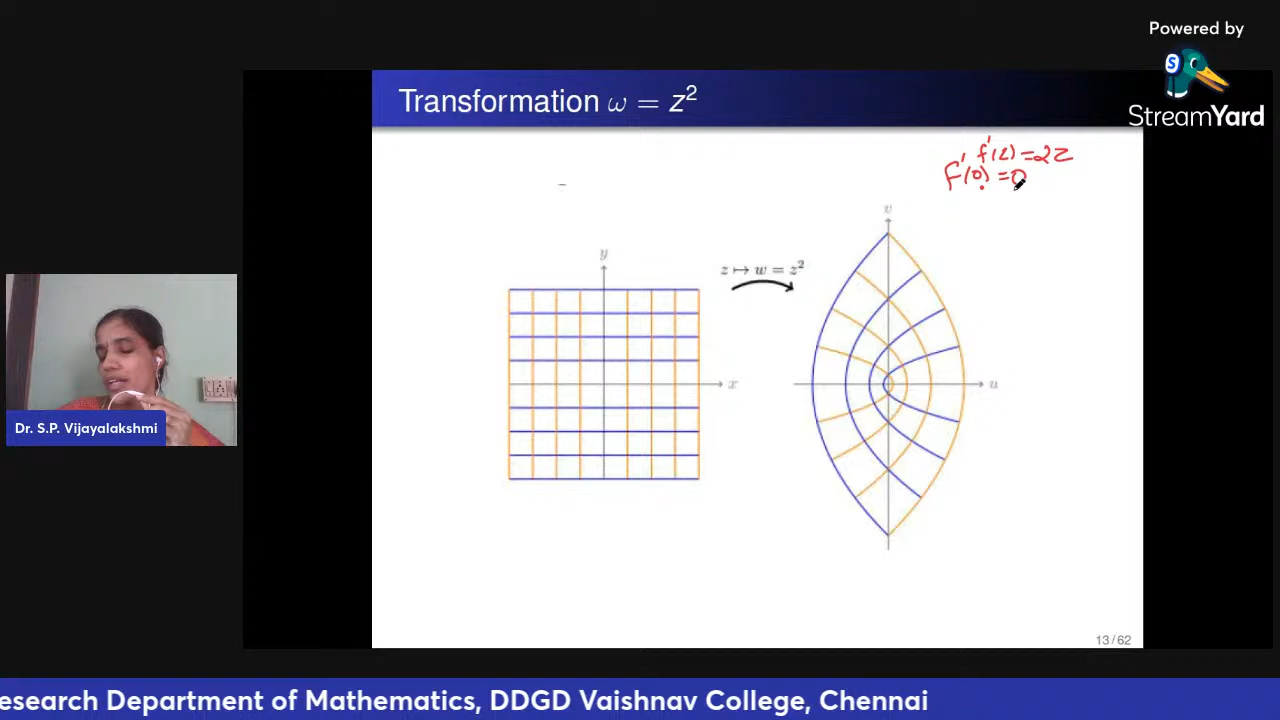 Powered by
S
StreamYard
Transformation ω = z²
f'(z) = 2z
F'(0) = 0
v
y
z ↦ w = z²
x
u
Dr. S.P. Vijayalakshmi
13 / 62
esearch Department of Mathematics, DDGD Vaishnav College, Chennai